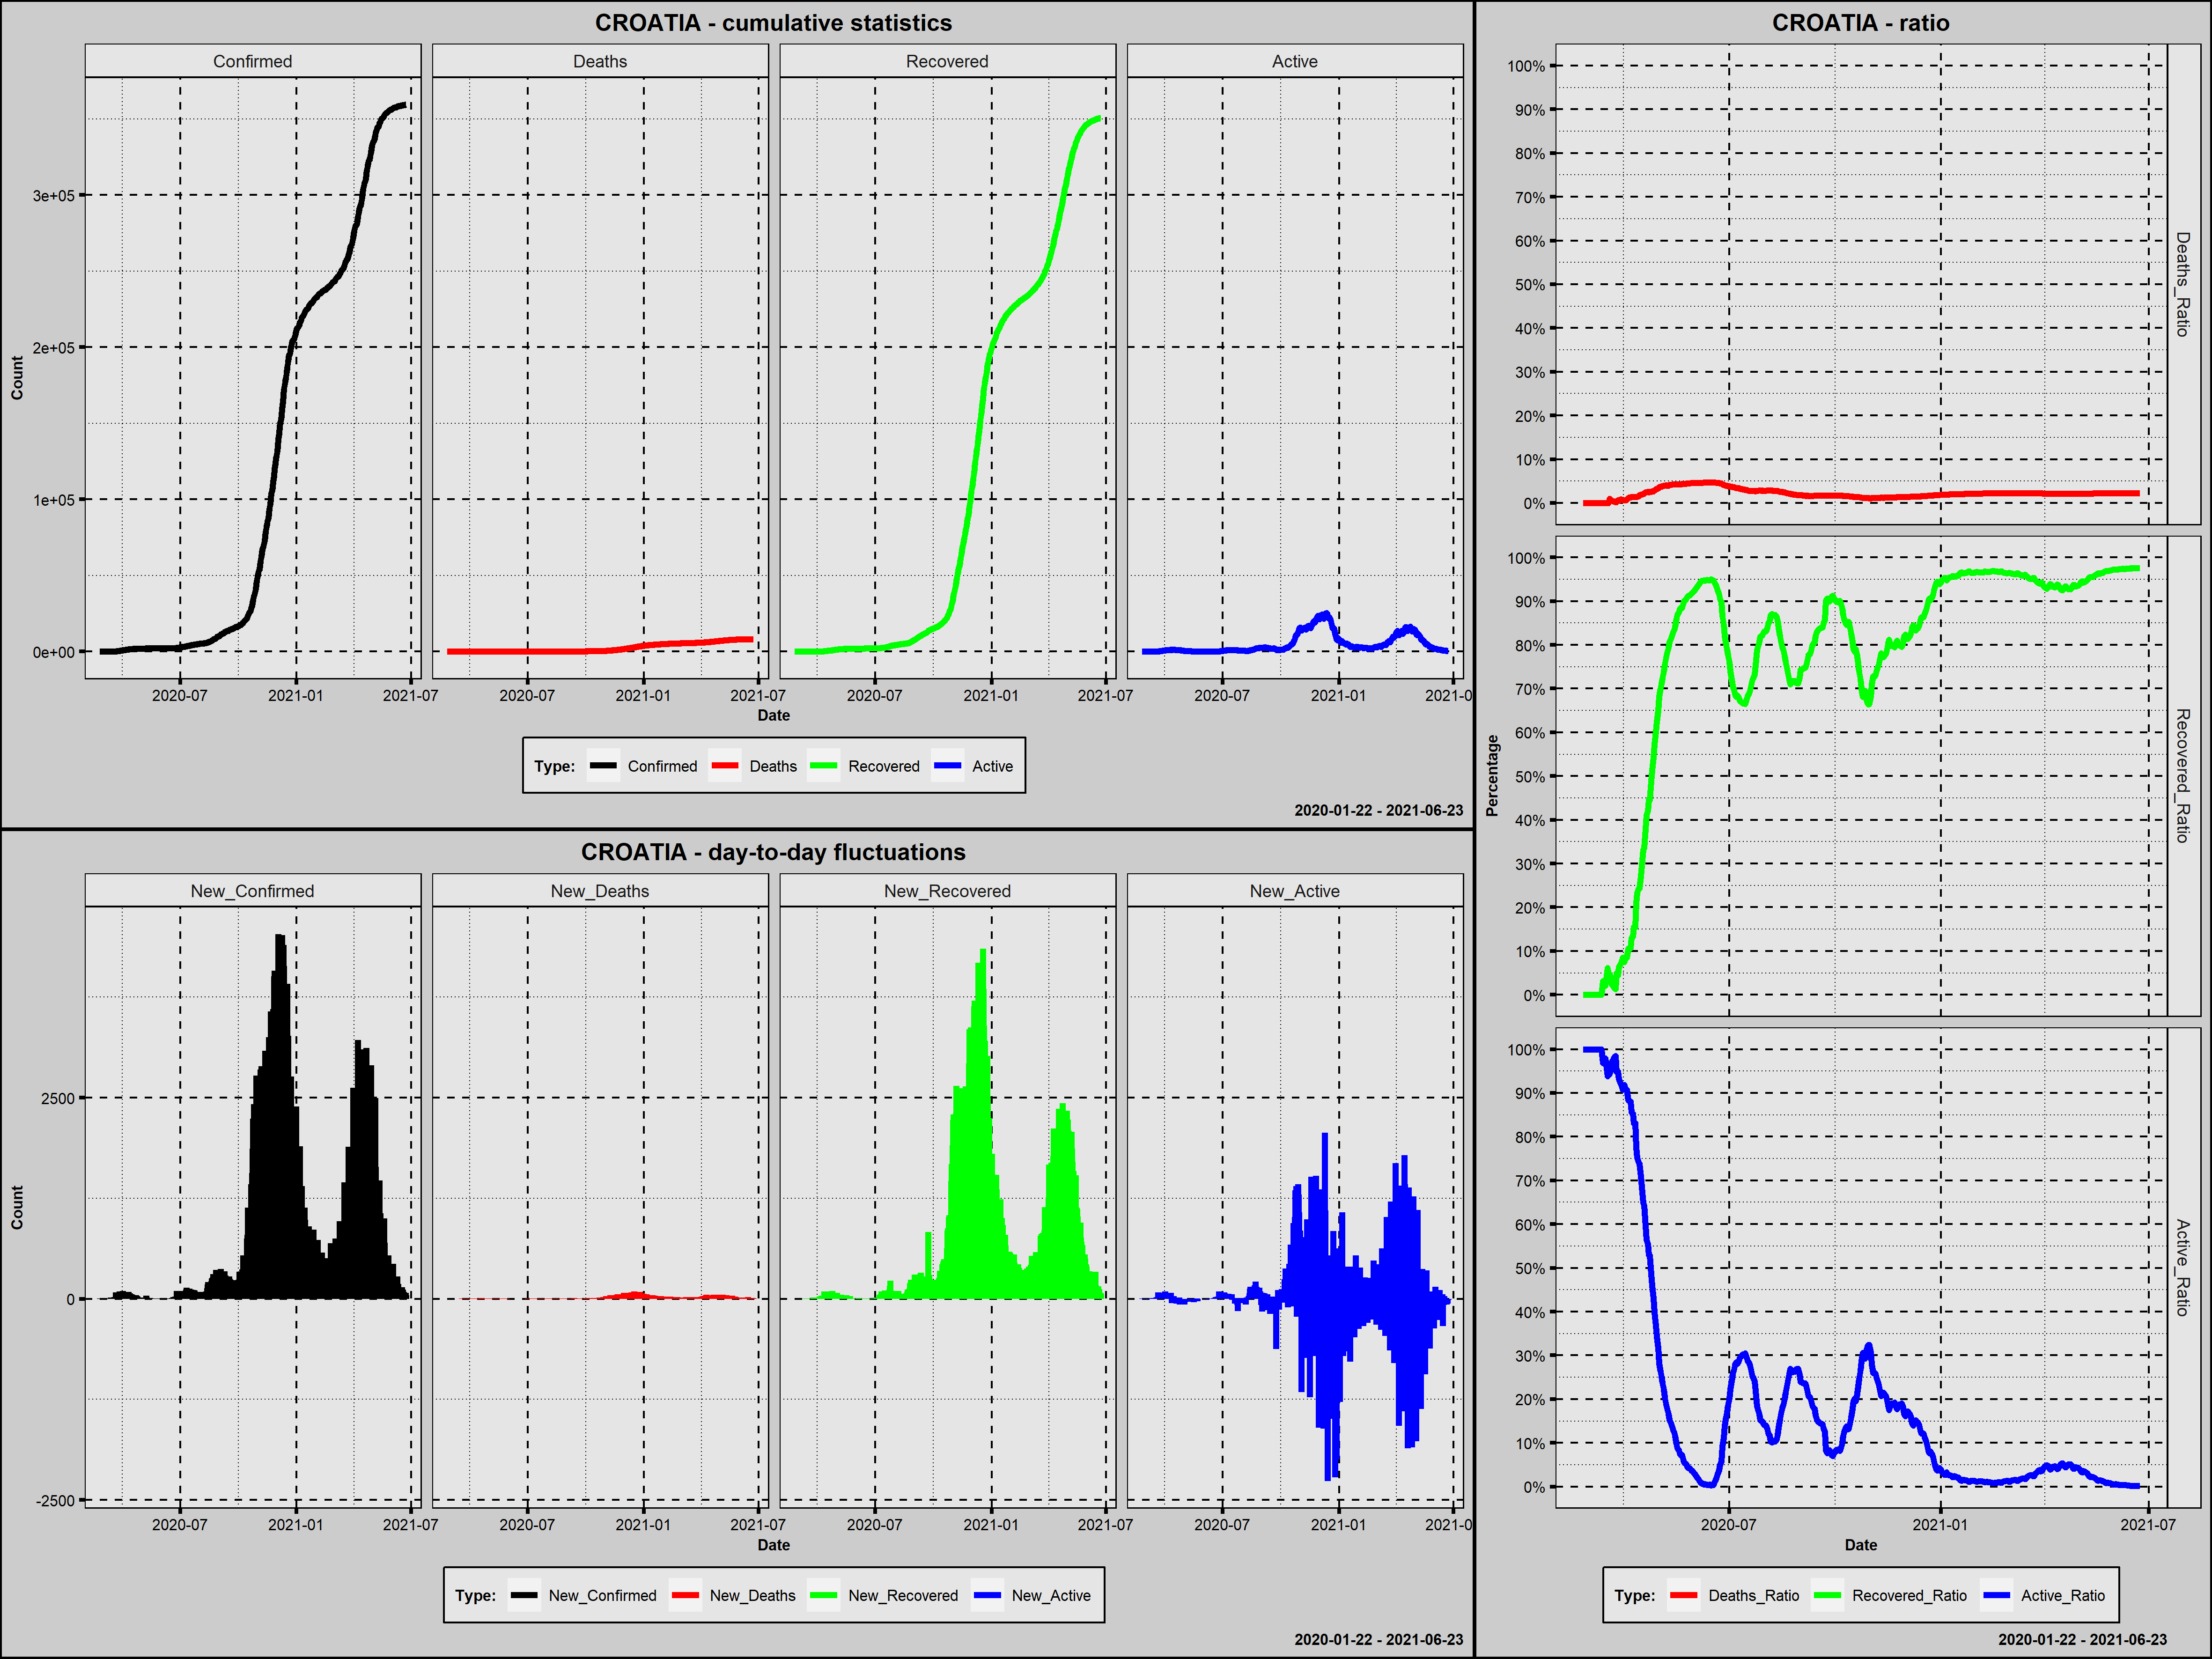 CROATIA - cumulative statistics
Confirmed Deaths Recovered Active
Count
3e+05
2e+05
1e+05
0e+00
2020-07 2021-01 2021-07 2020-07 2021-01 2021-07 2020-07 2021-01 2021-07 2020-07 2021-01 2021-0
Date
Type: Confirmed Deaths Recovered Active
2020-01-22 - 2021-06-23
CROATIA - day-to-day fluctuations
New_Confirmed New_Deaths New_Recovered New_Active
Count
2500
0
-2500
2020-07 2021-01 2021-07 2020-07 2021-01 2021-07 2020-07 2021-01 2021-07 2020-07 2021-01 2021-0
Date
Type: New_Confirmed New_Deaths New_Recovered New_Active
2020-01-22 - 2021-06-23
CROATIA - ratio
Percentage
100%
90%
80%
70%
60%
50%
40%
30%
20%
10%
0%
Deaths_Ratio
100%
90%
80%
70%
60%
50%
40%
30%
20%
10%
0%
Recovered_Ratio
100%
90%
80%
70%
60%
50%
40%
30%
20%
10%
0%
Active_Ratio
2020-07 2021-01 2021-07
Date
Type: Deaths_Ratio Recovered_Ratio Active_Ratio
2020-01-22 - 2021-06-23